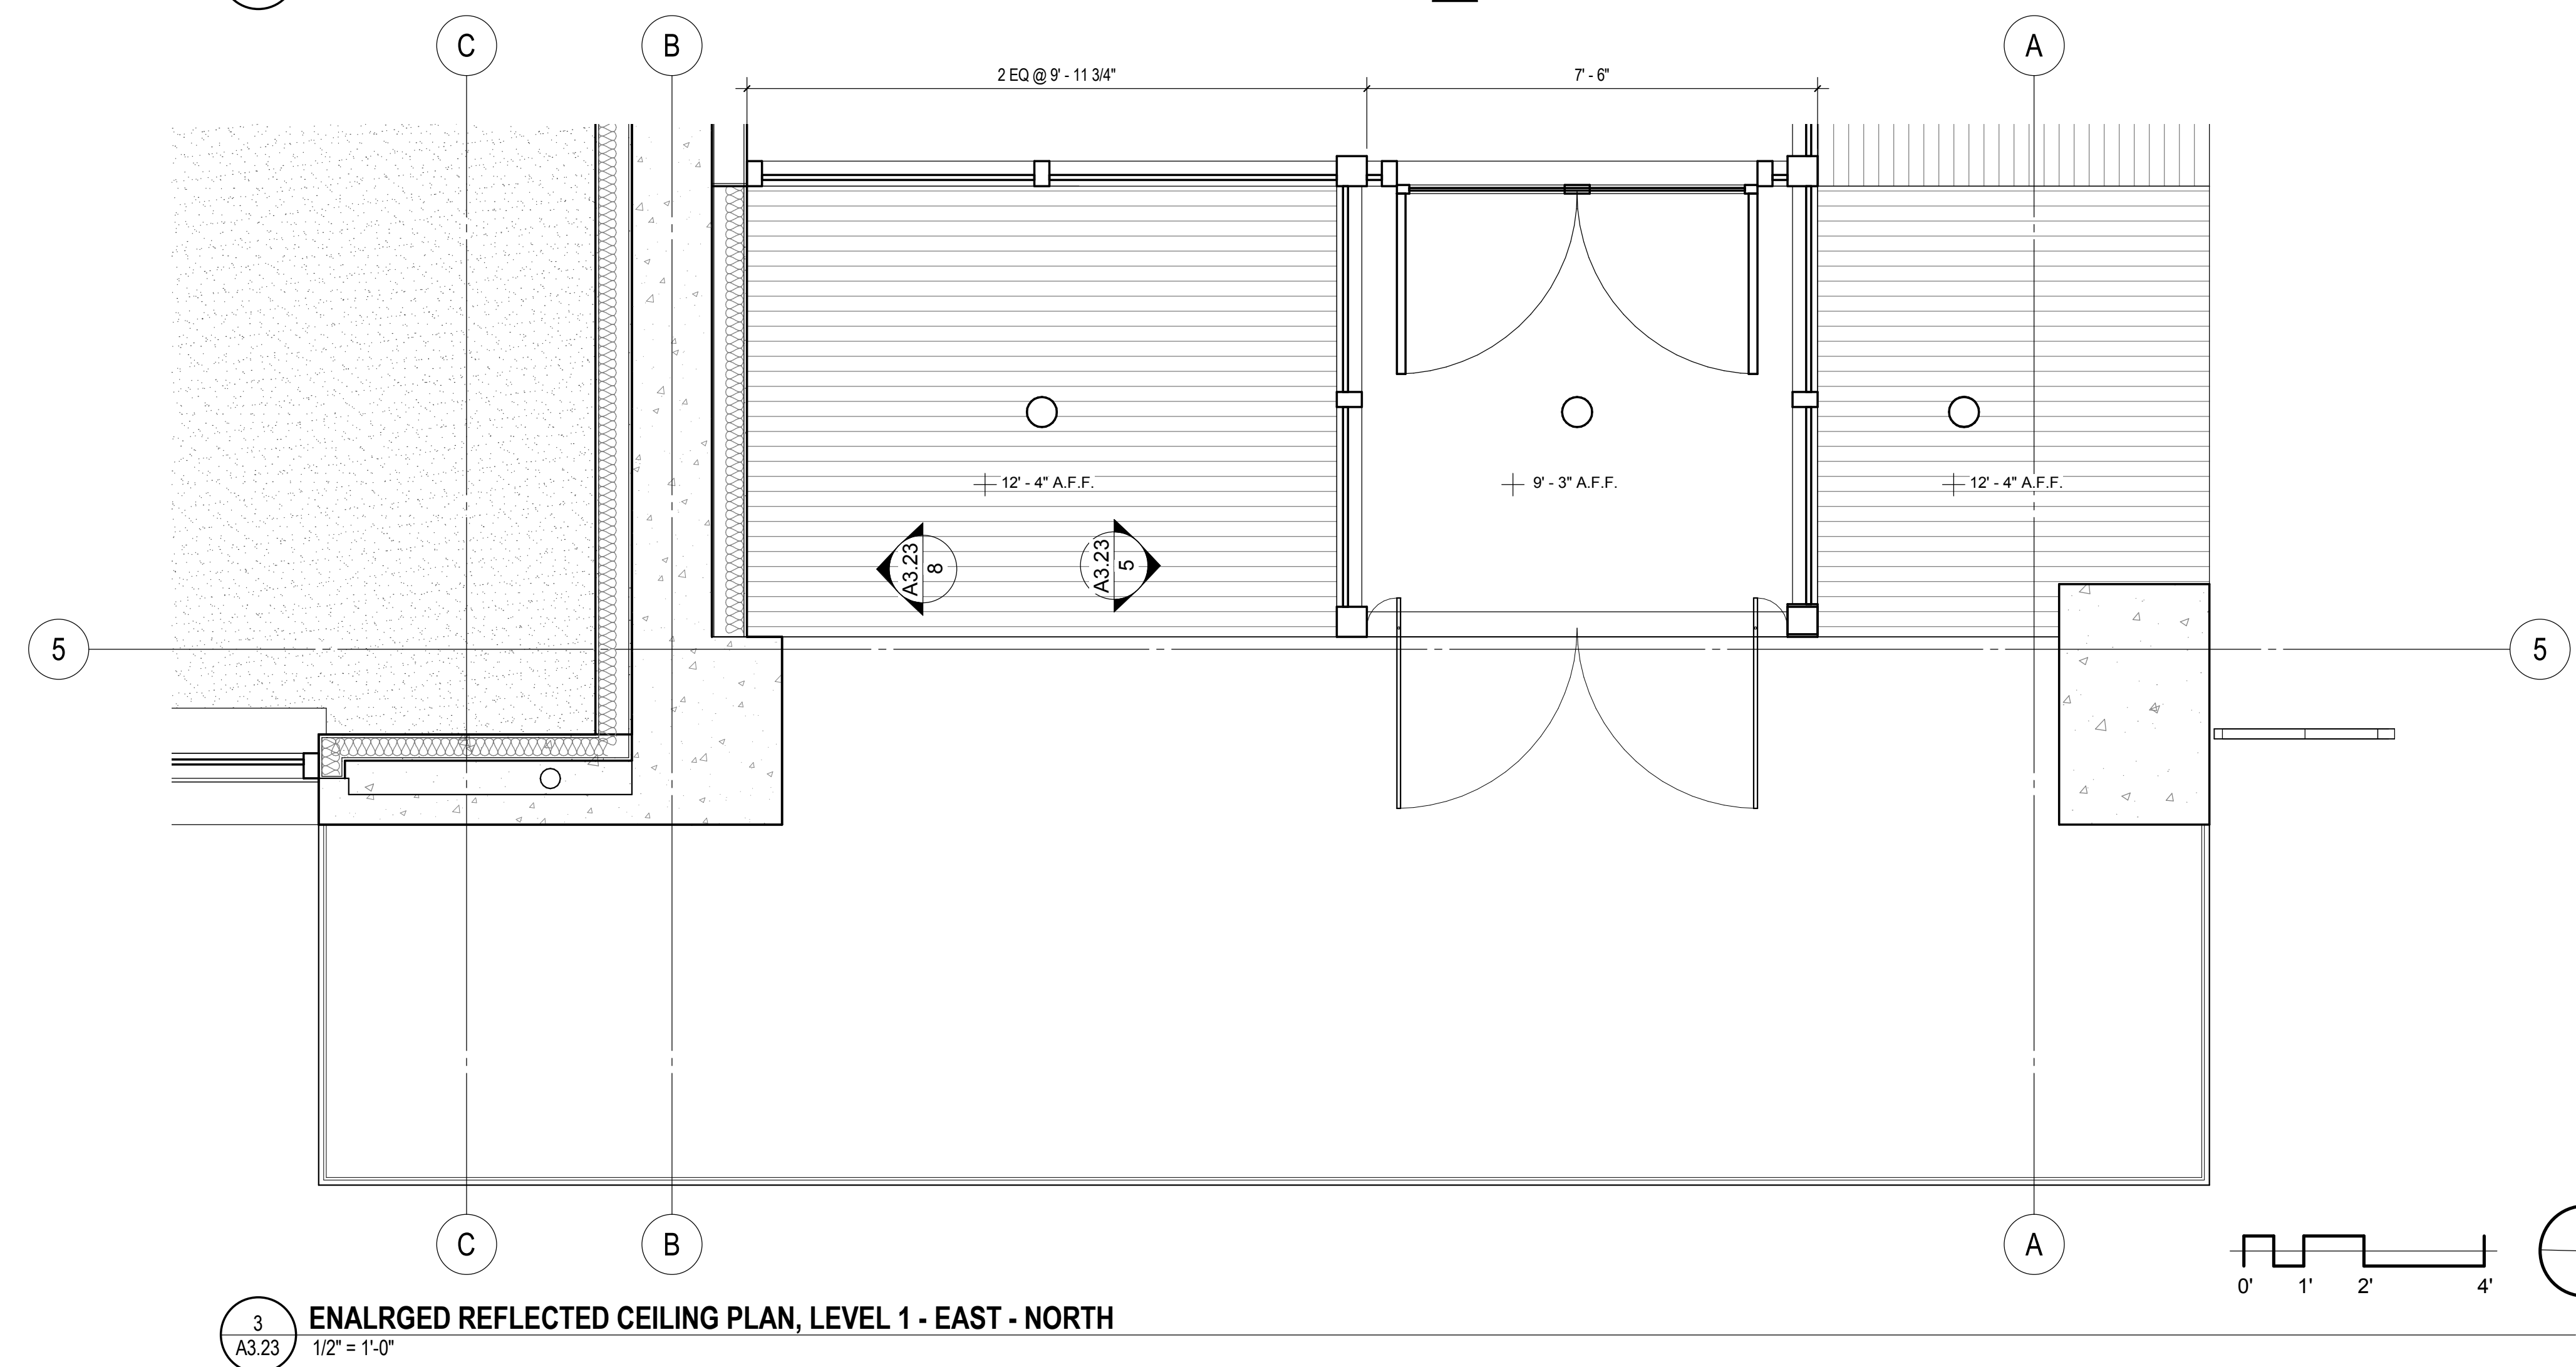 C
B
A
2 EQ @ 9' - 11 3/4"
7' - 6"
12' - 4" A.F.F.
9' - 3" A.F.F.
12' - 4" A.F.F.
A3.23
8
A3.23
5
5
5
C
B
A
0'
1'
2'
4'
3
A3.23
ENALRGED REFLECTED CEILING PLAN, LEVEL 1 - EAST - NORTH
1/2" = 1'-0"